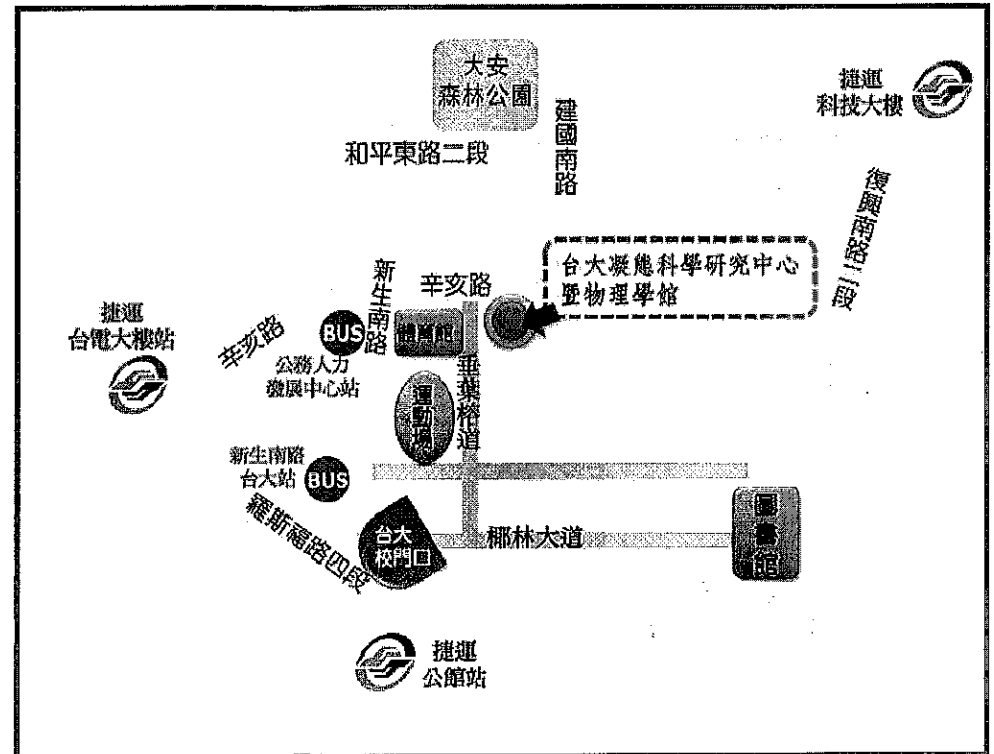 大安
森林公園
捷運
科技大樓
和平東路二段
建國南路
復興南路二段
台大凝態科學研究中心
暨物理學館
新生南路
辛亥路
捷運
台電大樓站
辛亥路
BUS
體育館
公務人力
發展中心站
運動場
垂葉榕道
新生南路
台大站
BUS
羅斯福路四段
台大
校門口
椰林大道
圖書館
捷運
公館站